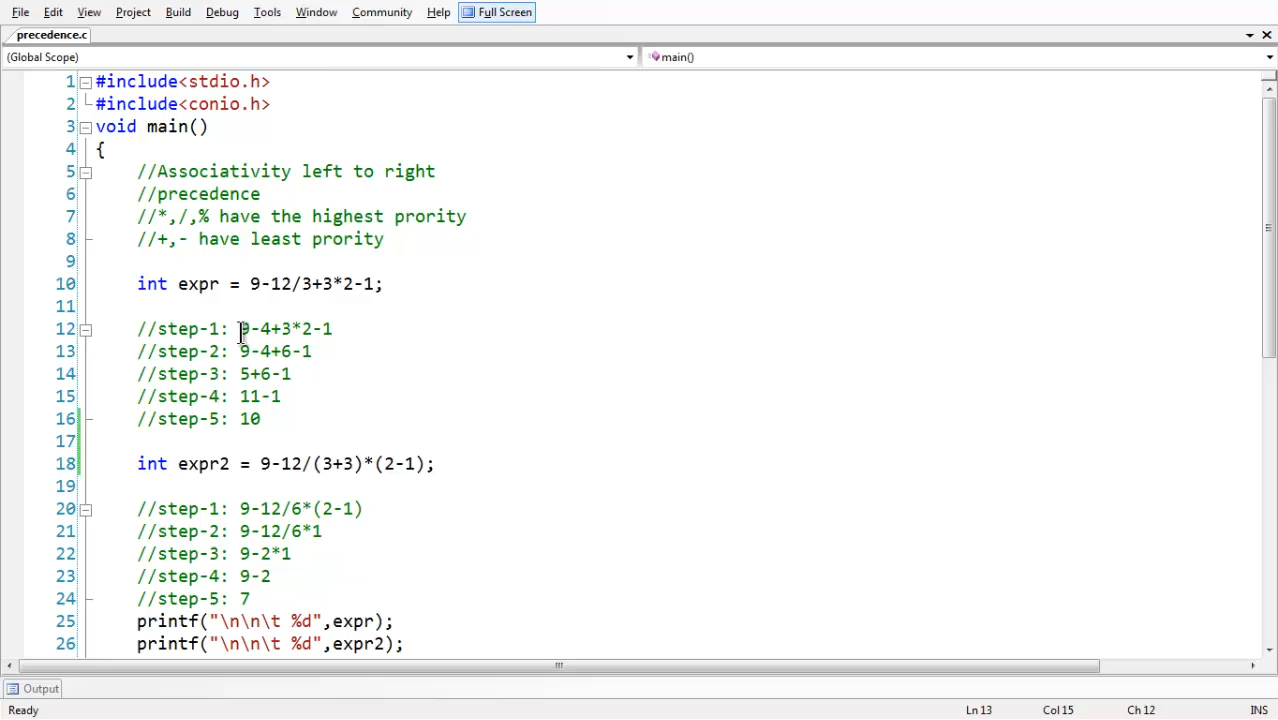 File Edit View Project Build Debug Tools Window Community Help Full Screen
precedence.c
(Global Scope) main()
1 #include<stdio.h>
2 #include<conio.h>
3 void main()
4 {
5 //Associativity left to right
6 //precedence
7 //*,/,% have the highest prority
8 //+,- have least prority
9
10 int expr = 9-12/3+3*2-1;
11
12 //step-1: 9-4+3*2-1
13 //step-2: 9-4+6-1
14 //step-3: 5+6-1
15 //step-4: 11-1
16 //step-5: 10
17
18 int expr2 = 9-12/(3+3)*(2-1);
19
20 //step-1: 9-12/6*(2-1)
21 //step-2: 9-12/6*1
22 //step-3: 9-2*1
23 //step-4: 9-2
24 //step-5: 7
25 printf("\n\n\t %d",expr);
26 printf("\n\n\t %d",expr2);
Output
Ready Ln 13 Col 15 Ch 12 INS